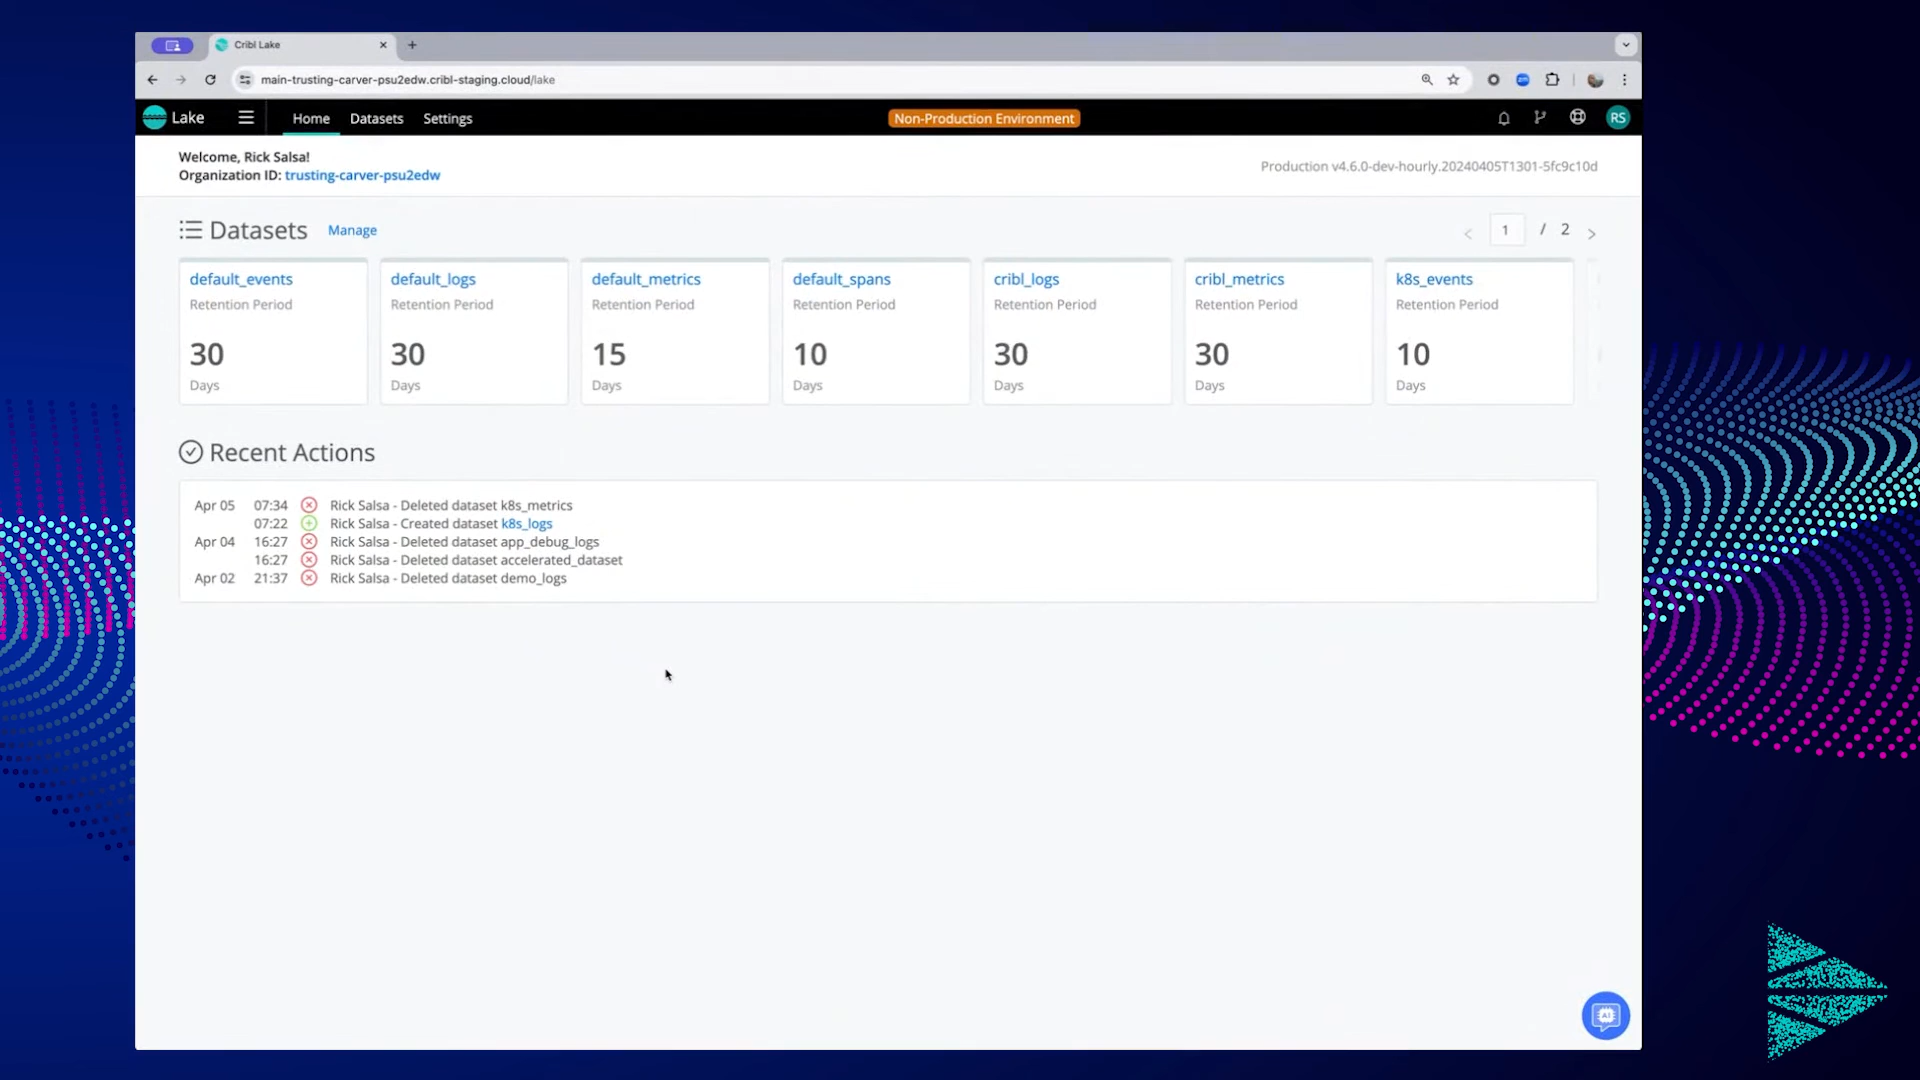 Cribl Lake
main-trusting-carver-psu2edw.cribl-staging.cloud/lake
Lake
Home
Datasets
Settings
Non-Production Environment
RS
Welcome, Rick Salsa!
Organization ID: trusting-carver-psu2edw
Production v4.6.0-dev-hourly.20240405T1301-5fc9c10d
Datasets
Manage
1 / 2
default_events
Retention Period
30
Days
default_logs
Retention Period
30
Days
default_metrics
Retention Period
15
Days
default_spans
Retention Period
10
Days
cribl_logs
Retention Period
30
Days
cribl_metrics
Retention Period
30
Days
k8s_events
Retention Period
10
Days
Recent Actions
Apr 05 07:34 Rick Salsa - Deleted dataset k8s_metrics
07:22 Rick Salsa - Created dataset k8s_logs
Apr 04 16:27 Rick Salsa - Deleted dataset app_debug_logs
16:27 Rick Salsa - Deleted dataset accelerated_dataset
Apr 02 21:37 Rick Salsa - Deleted dataset demo_logs
AI